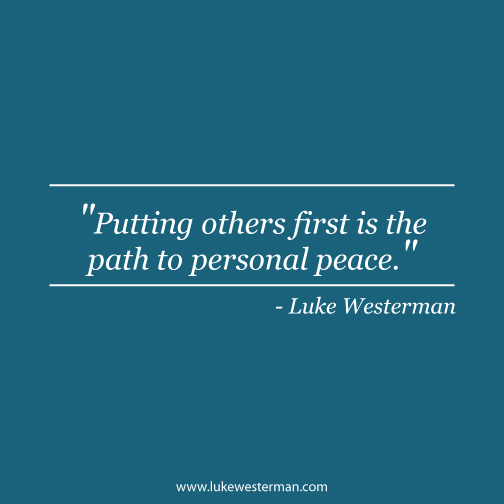 "Putting others first is the
path to personal peace."
- Luke Westerman
www.lukewesterman.com